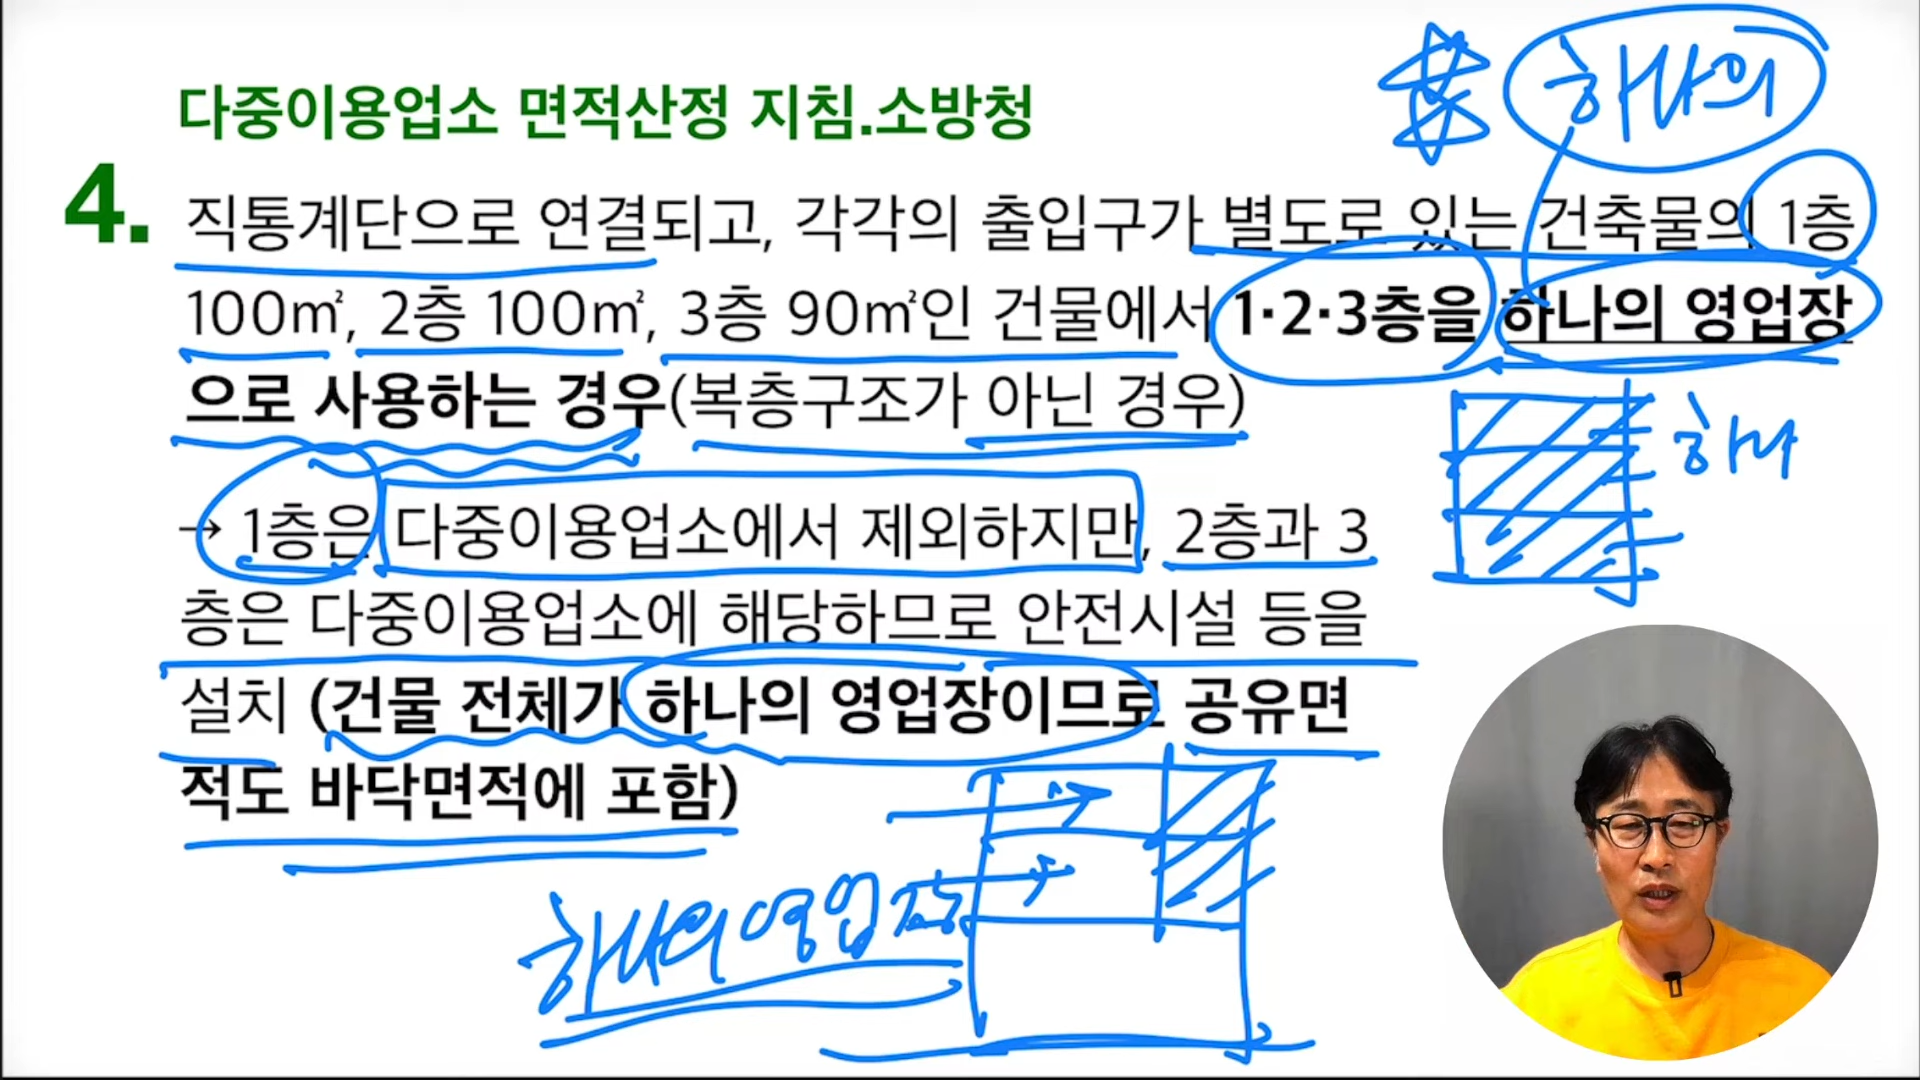 다중이용업소 면적산정 지침.소방청
하나의
4. 직통계단으로 연결되고, 각각의 출입구가 별도로 있는 건축물의 1층
100㎡, 2층 100㎡, 3층 90㎡인 건물에서 1·2·3층을 하나의 영업장
으로 사용하는 경우(복층구조가 아닌 경우)
하나
→ 1층은 다중이용업소에서 제외하지만, 2층과 3
층은 다중이용업소에 해당하므로 안전시설 등을
설치 (건물 전체가 하나의 영업장이므로 공유면
적도 바닥면적에 포함)
하나의 영업장